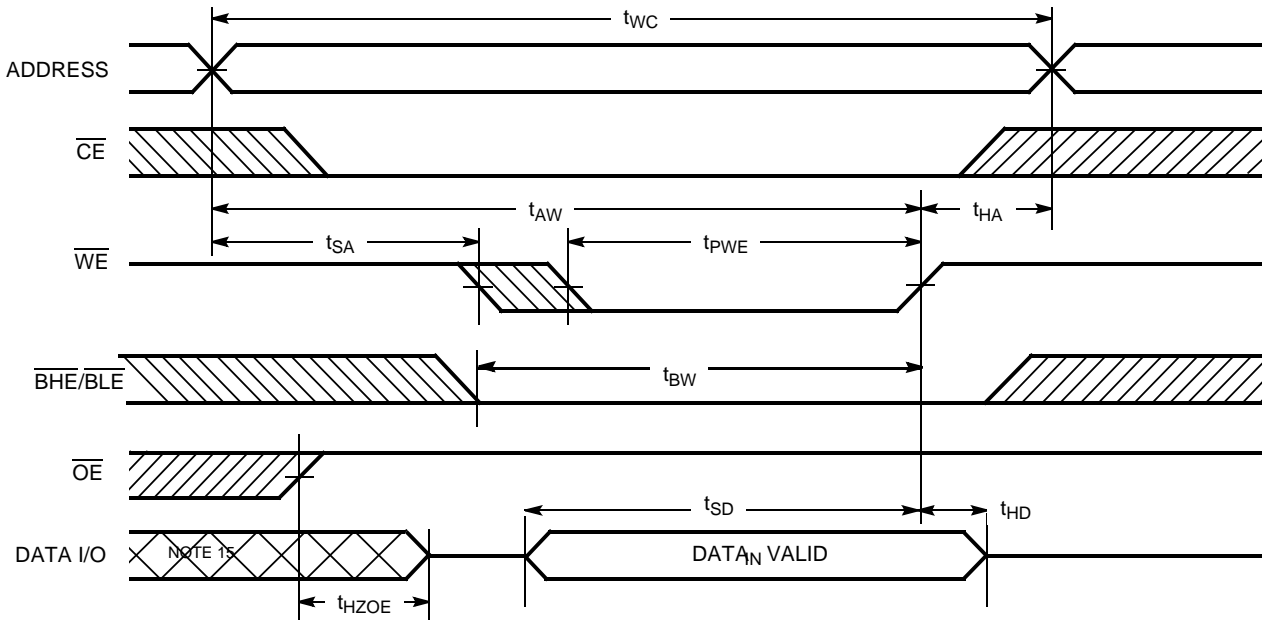 tWC
ADDRESS
CE
tAW
tHA
tSA
tPWE
WE
BHE/BLE
tBW
OE
tSD
tHD
DATA I/O
NOTE 15
DATAIN VALID
tHZOE